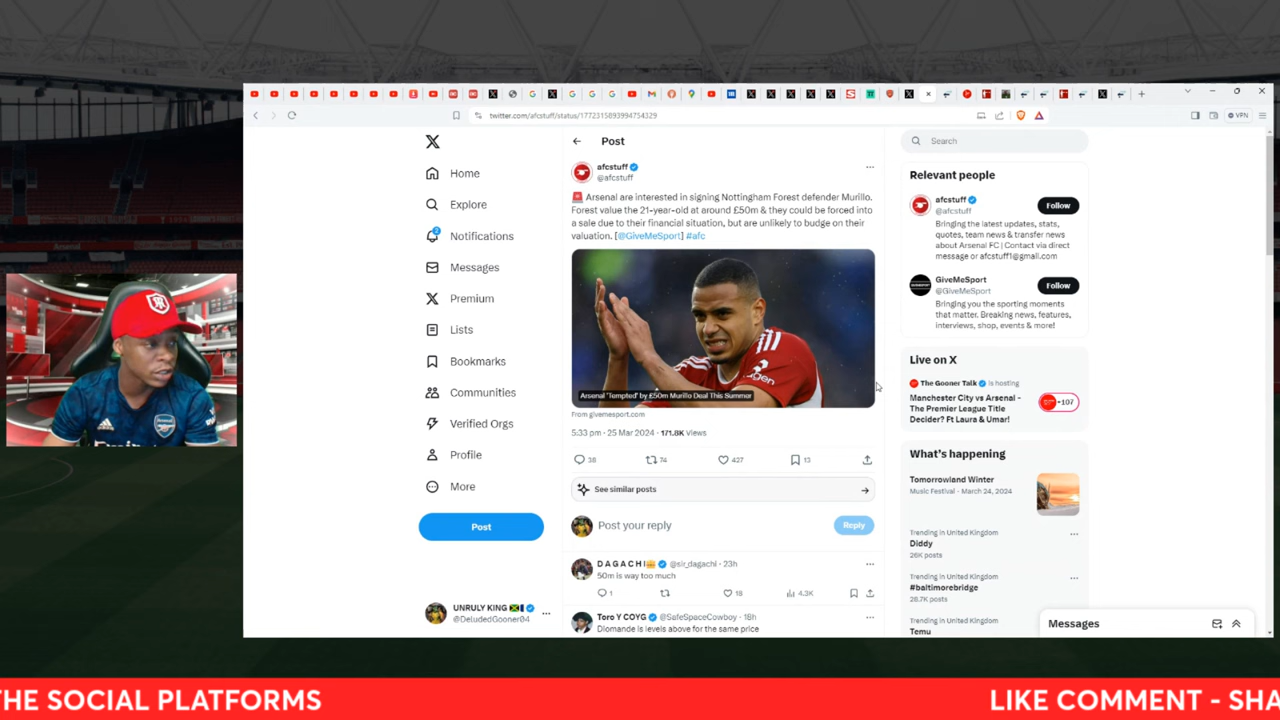 twitter.com/afcstuff/status/1772315893994754329
VPN
Home
Explore
2
Notifications
Messages
Premium
Lists
Bookmarks
Communities
Verified Orgs
Profile
More
Post
UNRULY KING
@DeludedGooner04
Post
afcstuff
@afcstuff
🚨 Arsenal are interested in signing Nottingham Forest defender Murillo.
Forest value the 21-year-old at around £50m & they could be forced into
a sale due to their financial situation, but are unlikely to budge on their
valuation. [@GiveMeSport] #afc
Arsenal 'Tempted' by £50m Murillo Deal This Summer
From givemesport.com
5:33 pm · 25 Mar 2024 · 171.8K Views
38 74 427 13
See similar posts
Post your reply
Reply
D A G A C H I @sir_dagachi · 23h
50m is way too much
1 18 4.3K
Toro Y COYG @SafeSpaceCowboy · 18h
Diomande is levels above for the same price
Search
Relevant people
afcstuff
@afcstuff
Follow
Bringing the latest updates, stats,
quotes, team news & transfer news
about Arsenal FC | Contact via direct
message or afcstuff1@gmail.com
GiveMeSport
@GiveMeSport
Follow
Bringing you the sporting moments
that matter. Breaking news, features,
interviews, shop, events & more!
Live on X
The Gooner Talk is hosting
Manchester City vs Arsenal -
The Premier League Title
Decider? Ft Laura & Umar!
+107
What's happening
Tomorrowland Winter
Music Festival · March 24, 2024
Trending in United Kingdom
Diddy
26K posts
Trending in United Kingdom
#baltimorebridge
28.7K posts
Trending in United Kingdom
Temu
Messages
THE SOCIAL PLATFORMS
LIKE COMMENT - SHA